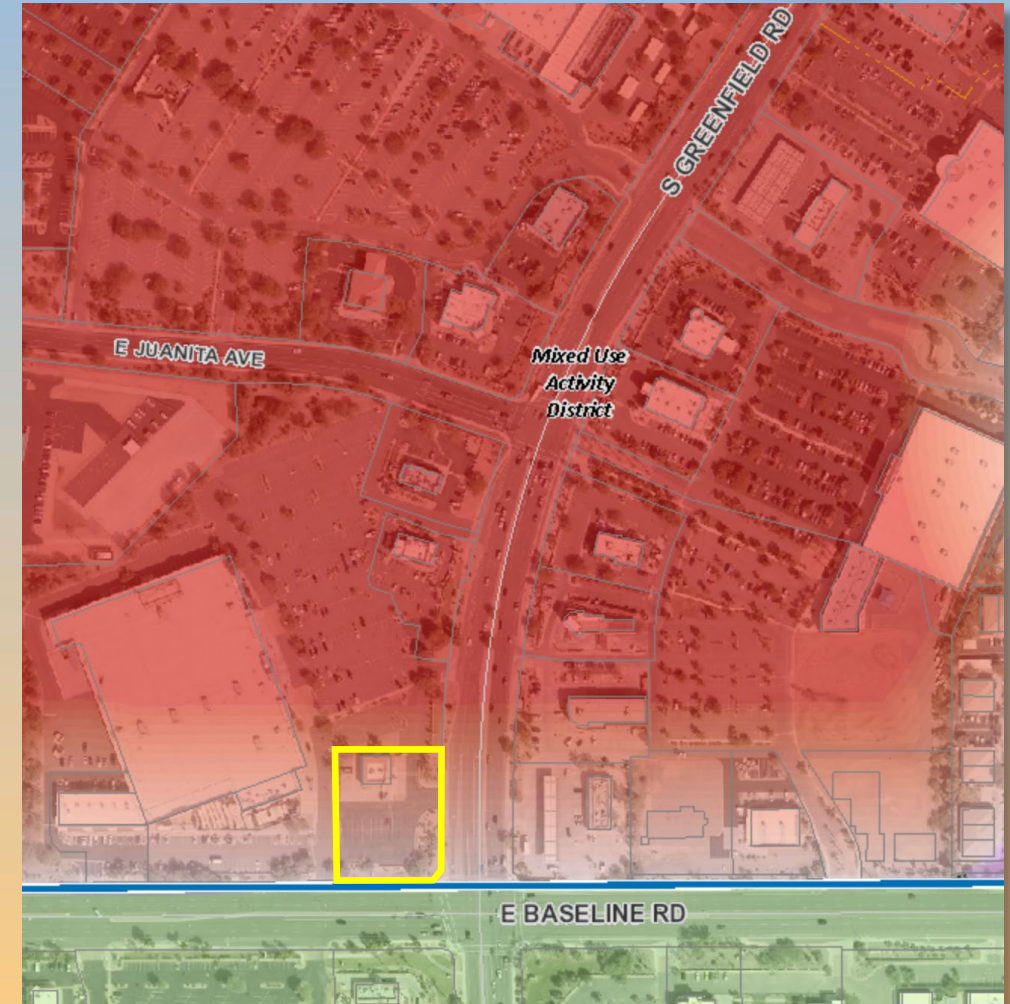 S GREENFIELD RD
E JUANITA AVE
Mixed Use
Activity
District
E BASELINE RD